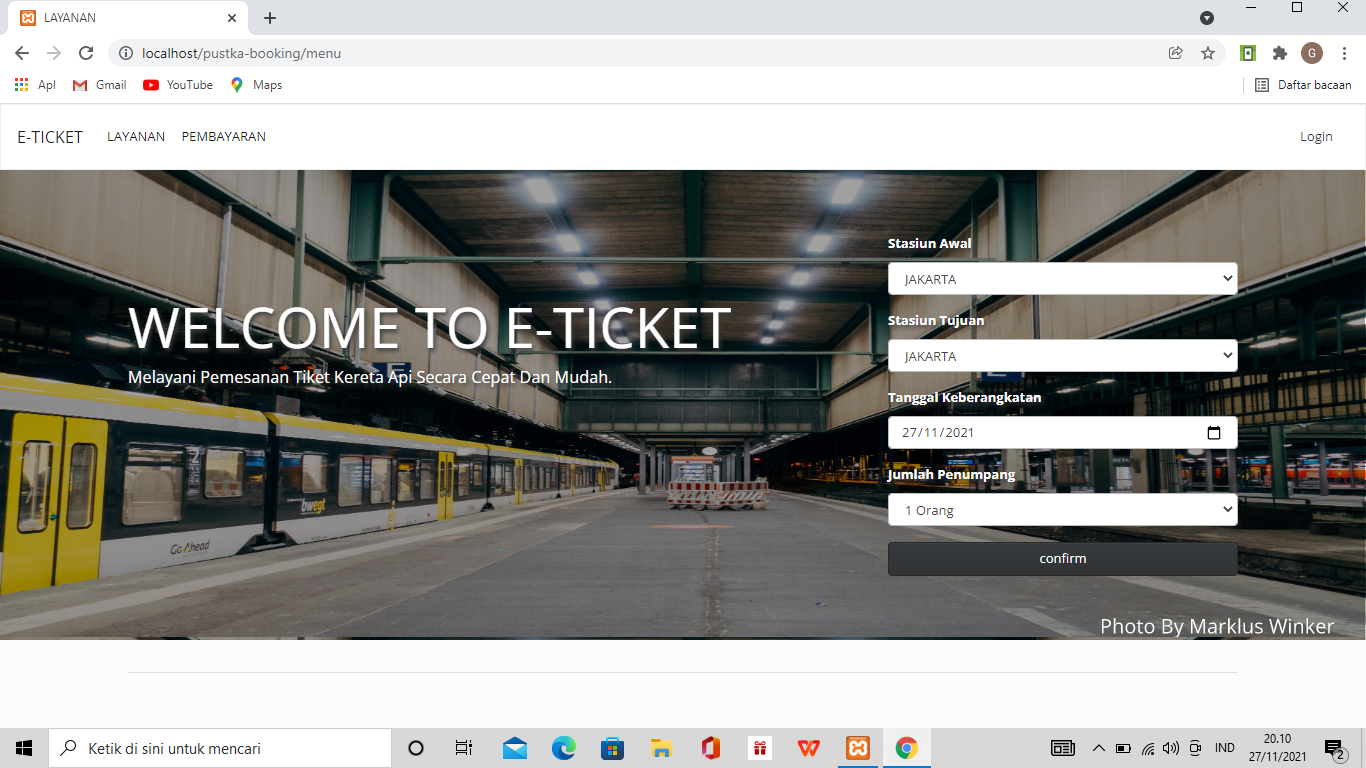 LAYANAN
localhost/pustka-booking/menu
G
Apl
Gmail
YouTube
Maps
Daftar bacaan
E-TICKET
LAYANAN
PEMBAYARAN
Login
WELCOME TO E-TICKET
Melayani Pemesanan Tiket Kereta Api Secara Cepat Dan Mudah.
Stasiun Awal
JAKARTA
Stasiun Tujuan
JAKARTA
Tanggal Keberangkatan
27/11/2021
Jumlah Penumpang
1 Orang
confirm
bwegt
Go Ahead
Photo By Marklus Winker
Ketik di sini untuk mencari
IND
20.10
27/11/2021
2